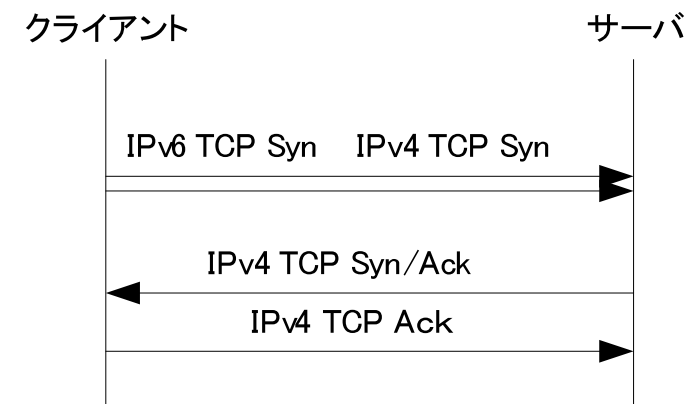 クライアント サーバ
IPv6 TCP Syn IPv4 TCP Syn
IPv4 TCP Syn/Ack
IPv4 TCP Ack